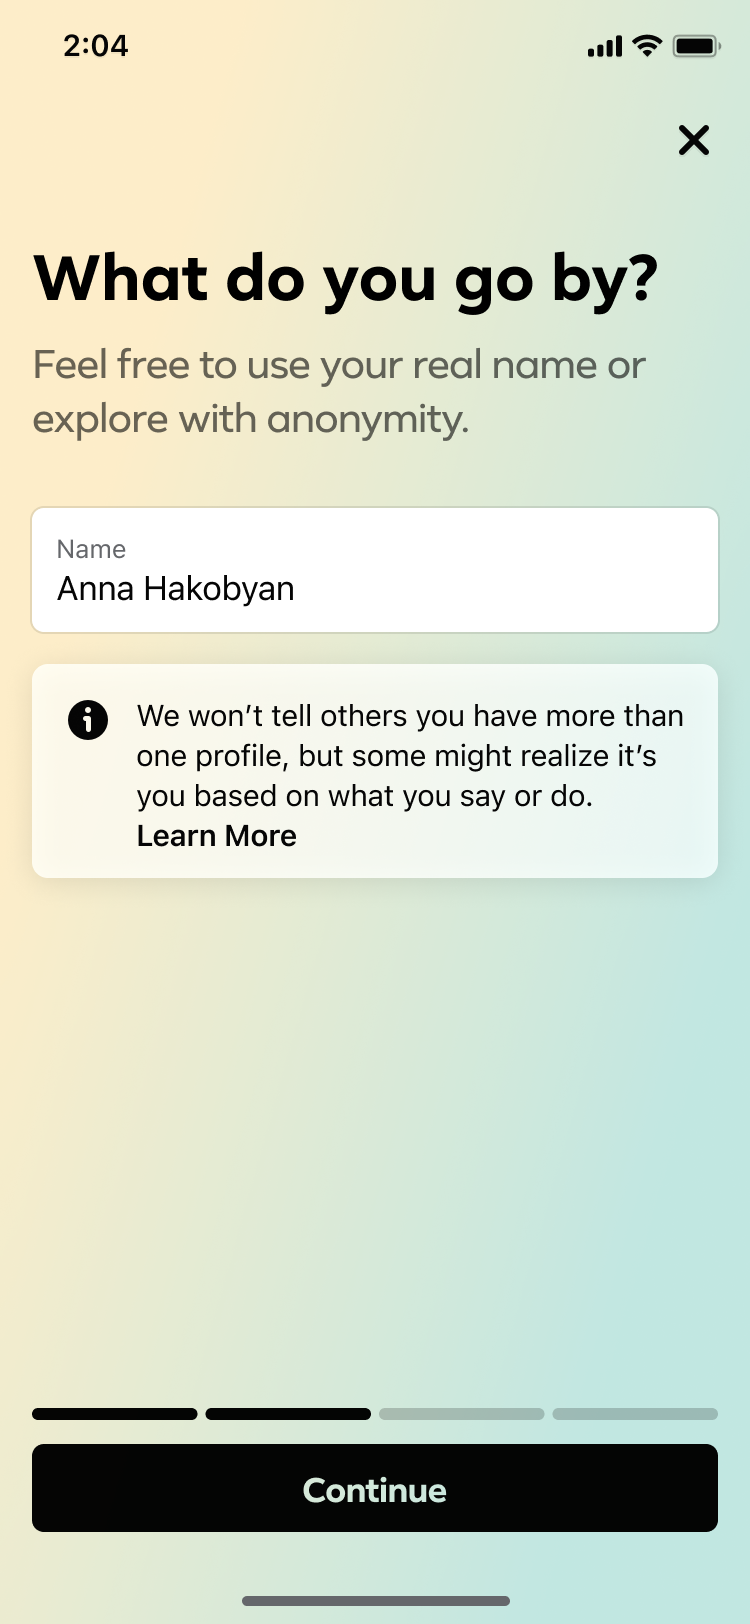 2:04
What do you go by?
Feel free to use your real name or
explore with anonymity.
Name
Anna Hakobyan
We won’t tell others you have more than
one profile, but some might realize it’s
you based on what you say or do.
Learn More
Continue